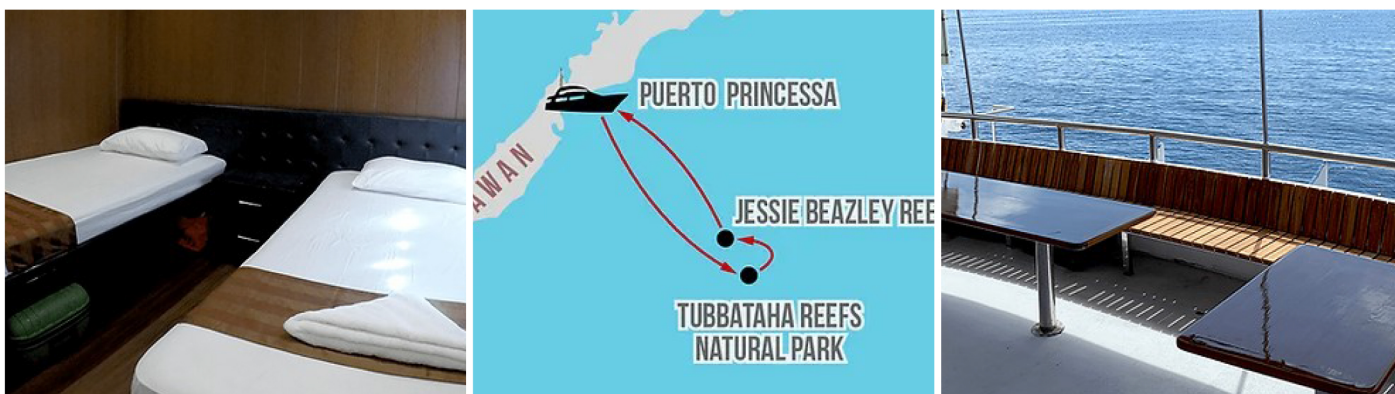 PUERTO PRINCESSA
AWAN
JESSIE BEAZLEY REE
TUBBATAHA REEFS
NATURAL PARK